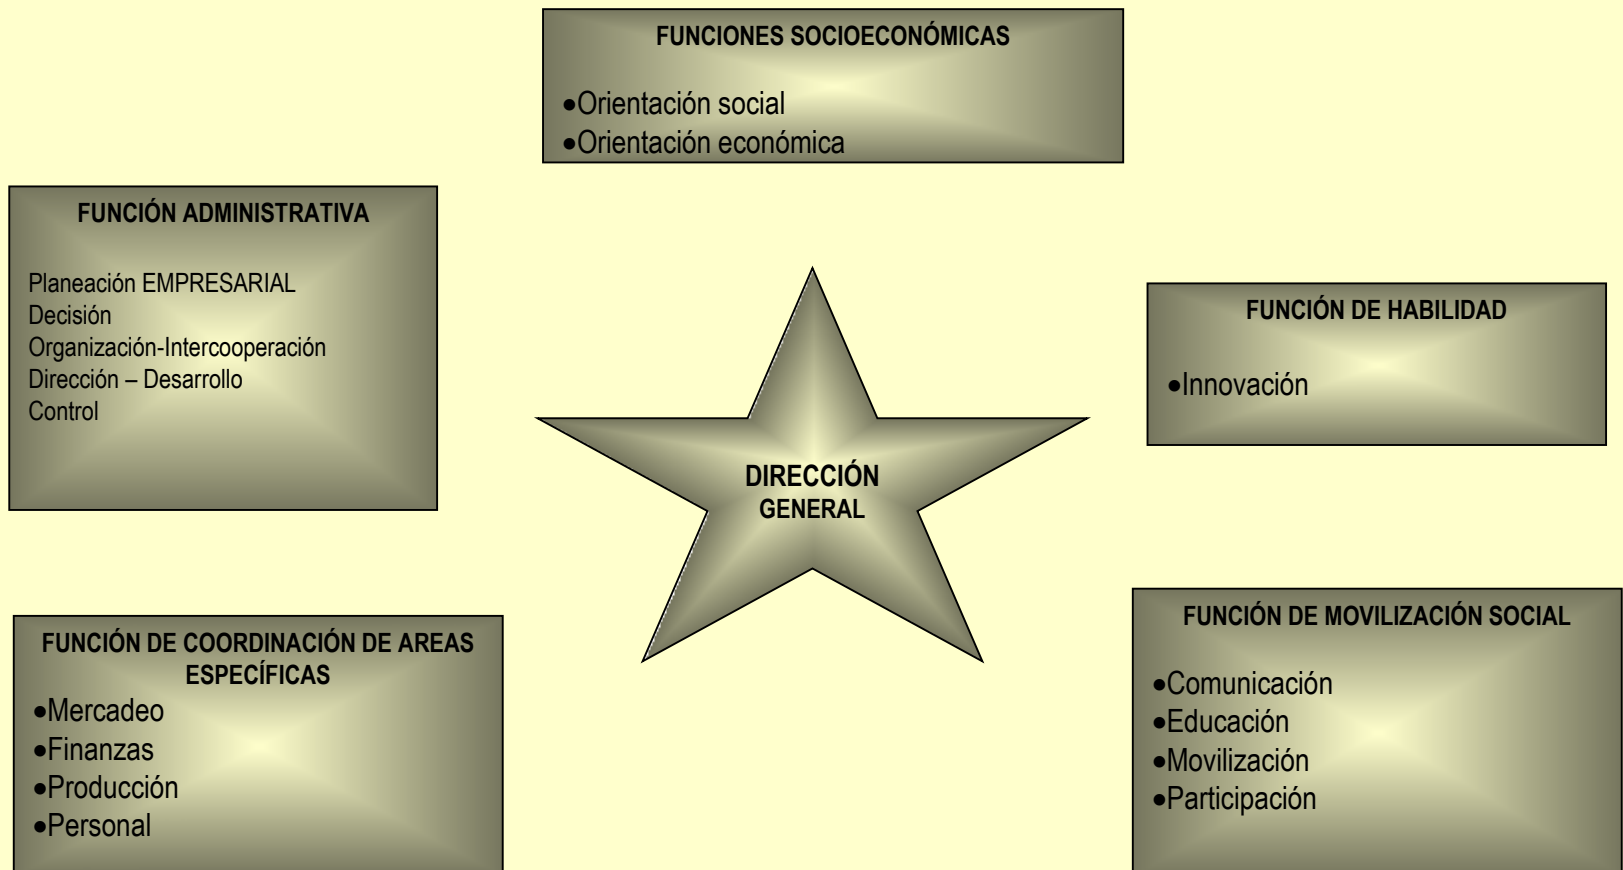 FUNCIONES SOCIOECONÓMICAS
•Orientación social
•Orientación económica
FUNCIÓN ADMINISTRATIVA
Planeación EMPRESARIAL
Decisión
Organización-Intercooperación
Dirección – Desarrollo
Control
FUNCIÓN DE HABILIDAD
•Innovación
DIRECCIÓN
GENERAL
FUNCIÓN DE COORDINACIÓN DE AREAS
ESPECÍFICAS
•Mercadeo
•Finanzas
•Producción
•Personal
FUNCIÓN DE MOVILIZACIÓN SOCIAL
•Comunicación
•Educación
•Movilización
•Participación